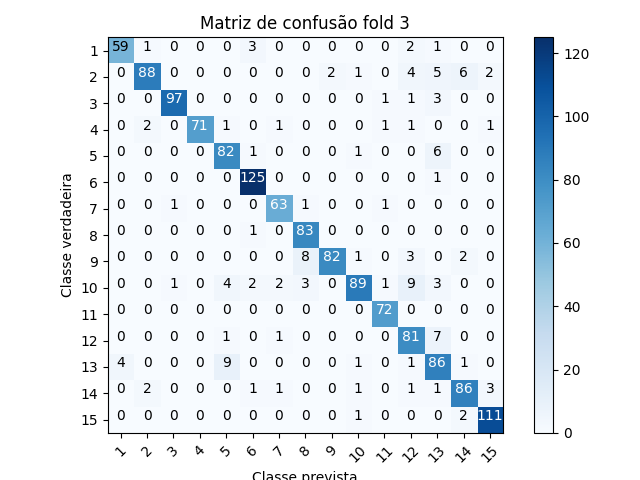 Matriz de confusão fold 3
1 59 1 0 0 0 3 0 0 0 0 0 2 1 0 0
2 0 88 0 0 0 0 0 0 2 1 0 4 5 6 2
3 0 0 97 0 0 0 0 0 0 0 1 1 3 0 0
4 0 2 0 71 1 0 1 0 0 0 1 1 0 0 1
5 0 0 0 0 82 1 0 0 0 1 0 0 6 0 0
6 0 0 0 0 0 125 0 0 0 0 0 0 1 0 0
7 0 0 1 0 0 0 63 1 0 0 1 0 0 0 0
8 0 0 0 0 0 1 0 83 0 0 0 0 0 0 0
9 0 0 0 0 0 0 0 8 82 1 0 3 0 2 0
10 0 0 1 0 4 2 2 3 0 89 1 9 3 0 0
11 0 0 0 0 0 0 0 0 0 0 72 0 0 0 0
12 0 0 0 0 1 0 1 0 0 0 0 81 7 0 0
13 4 0 0 0 9 0 0 0 0 1 0 1 86 1 0
14 0 2 0 0 0 1 1 0 0 1 0 1 1 86 3
15 0 0 0 0 0 0 0 0 0 1 0 0 0 2 111
1 2 3 4 5 6 7 8 9 10 11 12 13 14 15
Classe verdadeira
Classe prevista
120
100
80
60
40
20
0